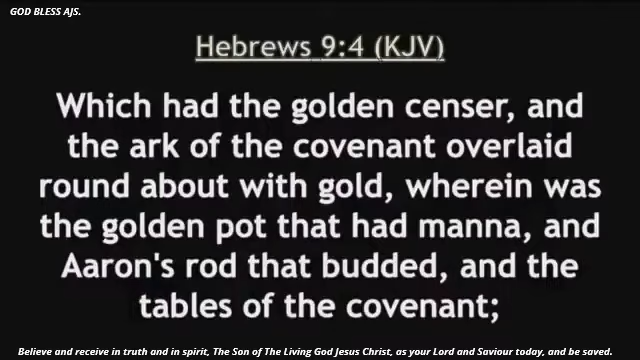 GOD BLESS AJS.
Hebrews 9:4 (KJV)
Which had the golden censer, and
the ark of the covenant overlaid
round about with gold, wherein was
the golden pot that had manna, and
Aaron's rod that budded, and the
tables of the covenant;
Believe and receive in truth and in spirit, The Son of The Living God Jesus Christ, as your Lord and Saviour today, and be saved.